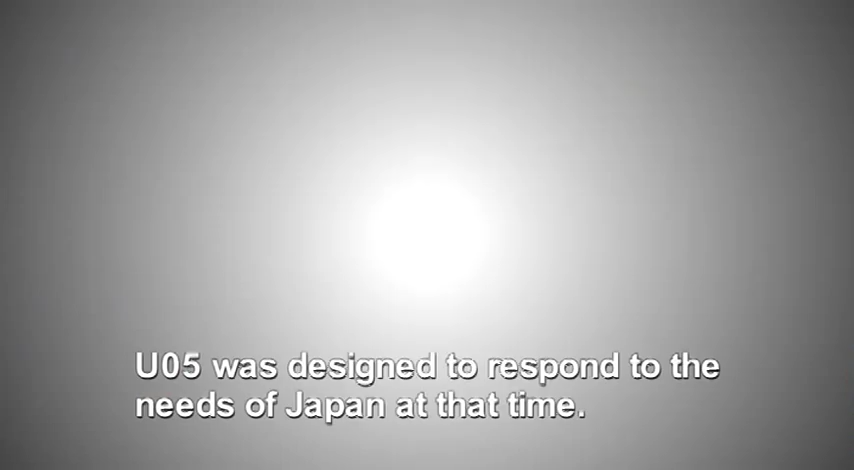 U05 was designed to respond to the
needs of Japan at that time.